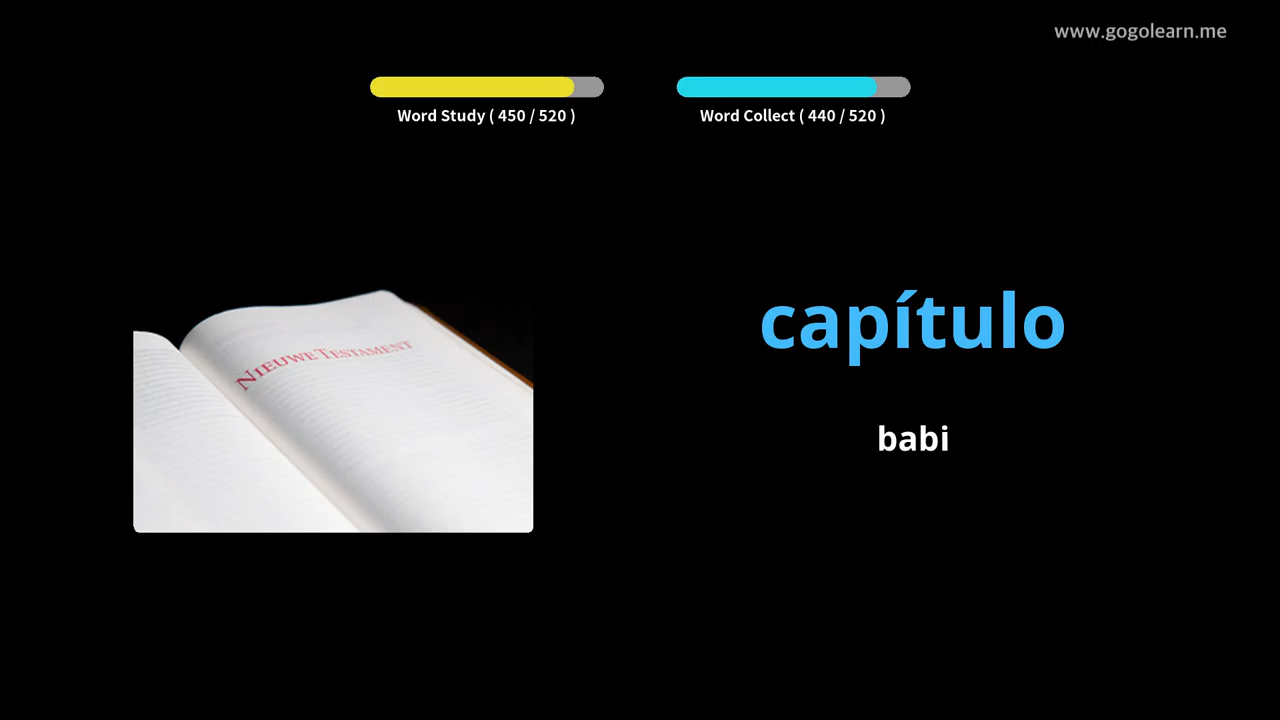 www.gogolearn.me
Word Study ( 450 / 520 )
Word Collect ( 440 / 520 )
NIEUWE TESTAMENT
capítulo
babi